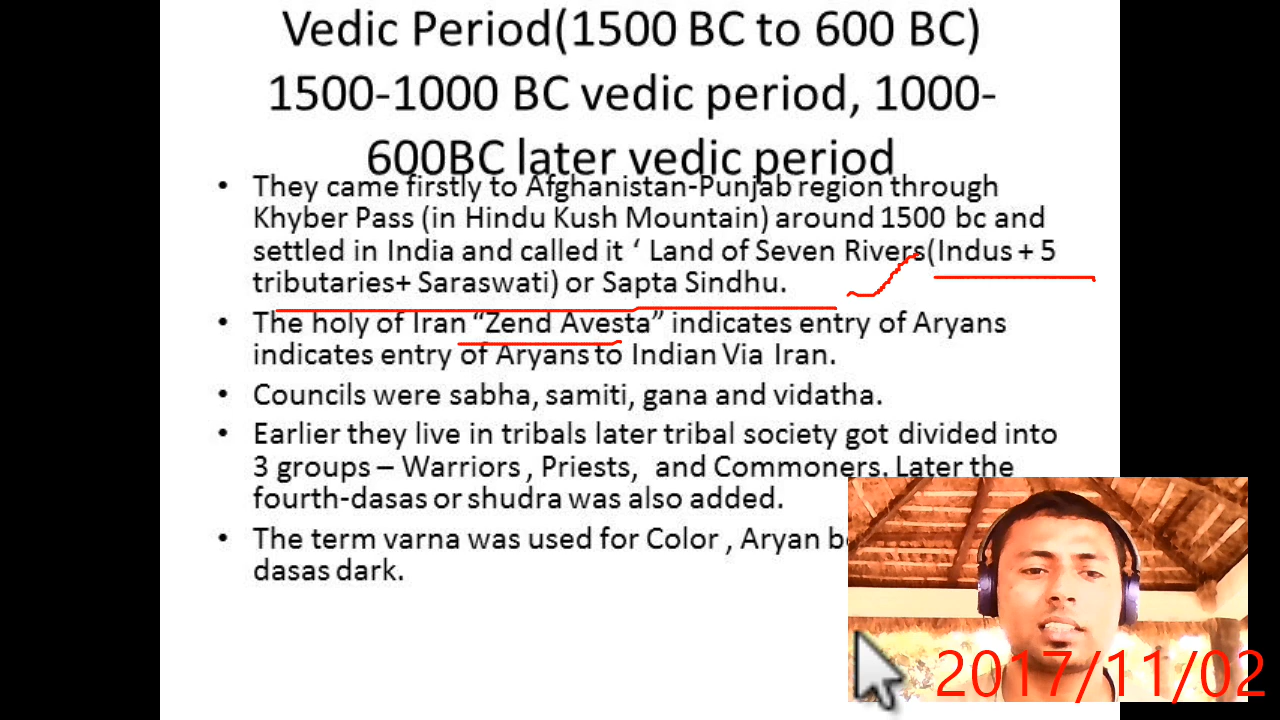 Vedic Period(1500 BC to 600 BC)
1500-1000 BC vedic period, 1000-
600BC later vedic period
• They came firstly to Afghanistan-Punjab region through
Khyber Pass (in Hindu Kush Mountain) around 1500 bc and
settled in India and called it ‘ Land of Seven Rivers(Indus + 5
tributaries+ Saraswati) or Sapta Sindhu.
• The holy of Iran “Zend Avesta” indicates entry of Aryans
indicates entry of Aryans to Indian Via Iran.
• Councils were sabha, samiti, gana and vidatha.
• Earlier they live in tribals later tribal society got divided into
3 groups – Warriors , Priests, and Commoners. Later the
fourth-dasas or shudra was also added.
• The term varna was used for Color , Aryan
dasas dark.
2017/11/02